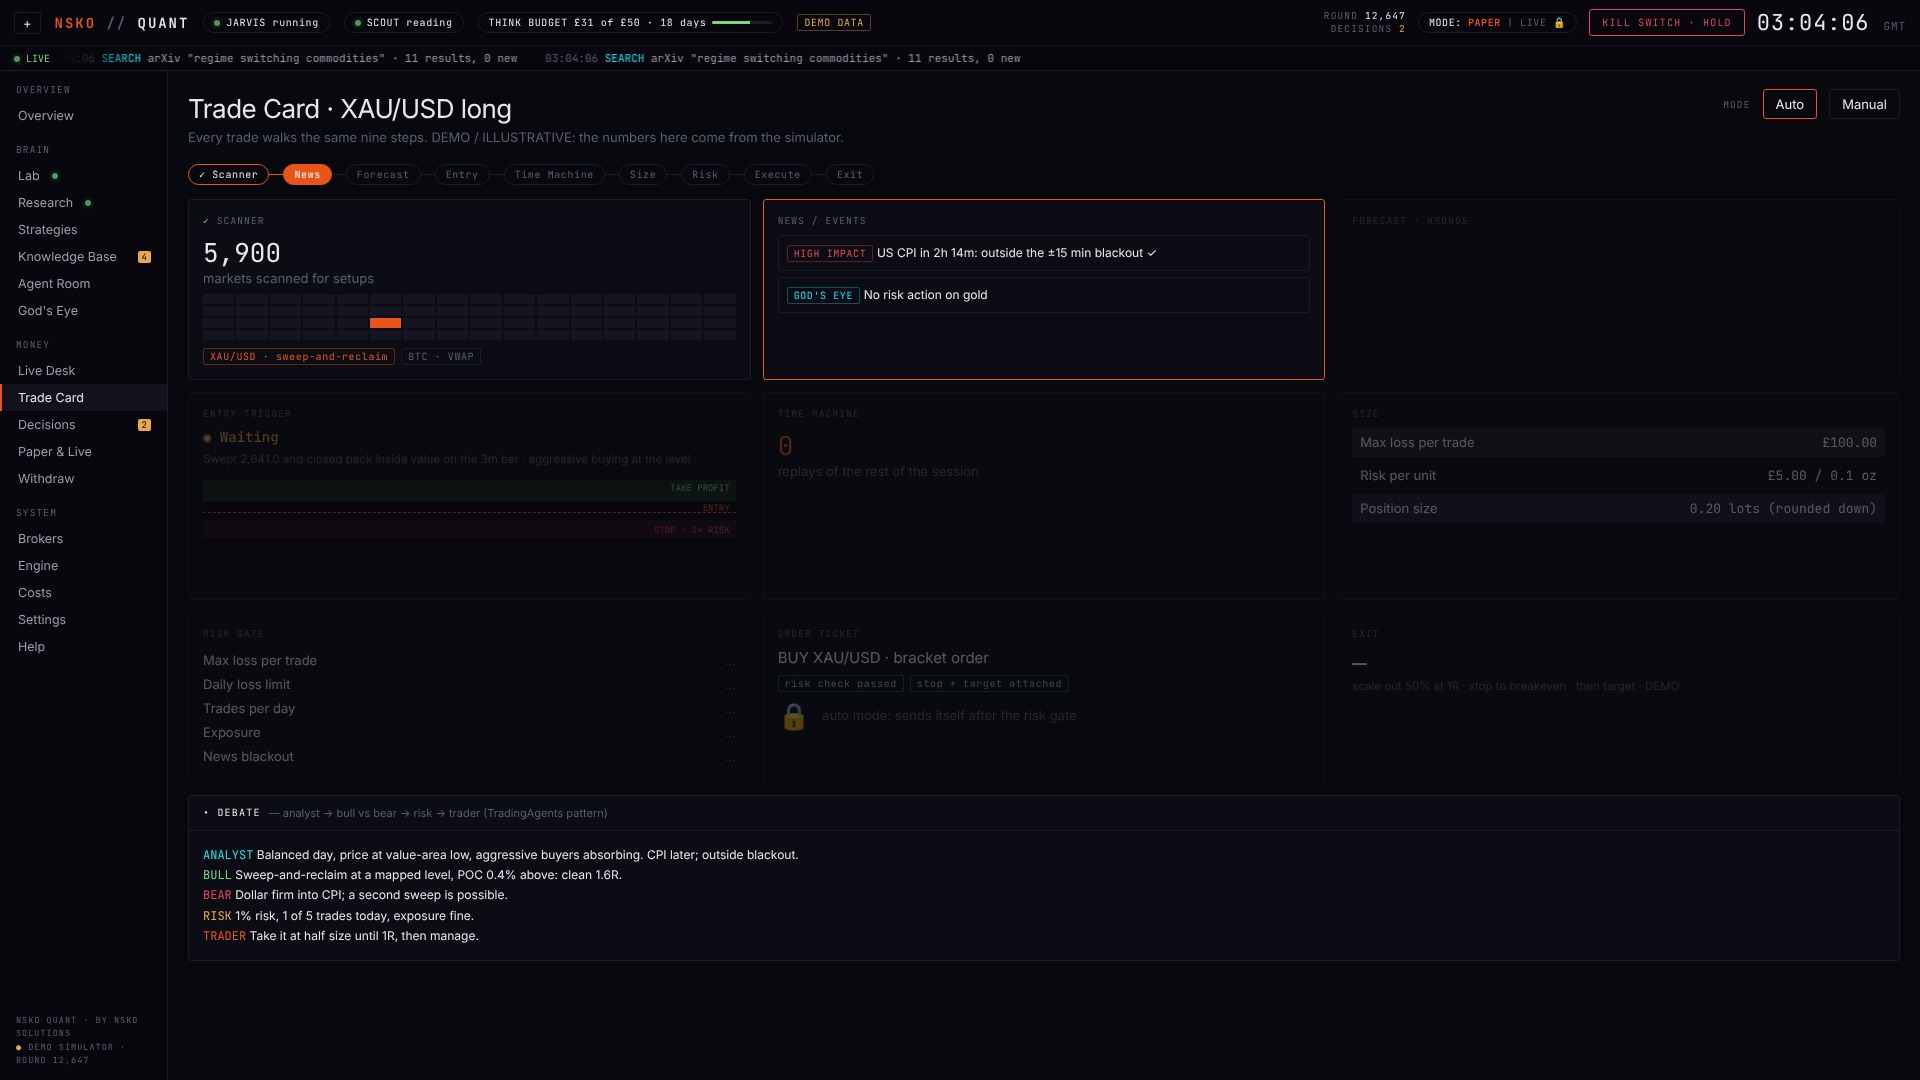 + NSKO // QUANT JARVIS running SCOUT reading THINK BUDGET £31 of £50 · 18 days DEMO DATA ROUND 12,647 DECISIONS 2 MODE: PAPER | LIVE 🔒 KILL SWITCH · HOLD 03:04:06 GMT
LIVE SEARCH arXiv "regime switching commodities" · 11 results, 0 new 03:04:06 SEARCH arXiv "regime switching commodities" · 11 results, 0 new
OVERVIEW
Overview
BRAIN
Lab
Research
Strategies
Knowledge Base 4
Agent Room
God's Eye
MONEY
Live Desk
Trade Card
Decisions 2
Paper & Live
Withdraw
SYSTEM
Brokers
Engine
Costs
Settings
Help
NSKO QUANT · BY NSKO
SOLUTIONS
DEMO SIMULATOR ·
ROUND 12,647
Trade Card · XAU/USD long
MODE Auto Manual
Every trade walks the same nine steps. DEMO / ILLUSTRATIVE: the numbers here come from the simulator.
✓ Scanner News Forecast Entry Time Machine Size Risk Execute Exit
✓ SCANNER
5,900
markets scanned for setups
XAU/USD · sweep-and-reclaim BTC · VWAP
NEWS / EVENTS
HIGH IMPACT US CPI in 2h 14m: outside the ±15 min blackout ✓
GOD'S EYE No risk action on gold
FORECAST · KRONOS
ENTRY TRIGGER
◉ Waiting
Swept 2,641.0 and closed back inside value on the 3m bar · aggressive buying at the level
TAKE PROFIT
ENTRY
STOP · 1× RISK
TIME MACHINE
0
replays of the rest of the session
SIZE
Max loss per trade £100.00
Risk per unit £5.00 / 0.1 oz
Position size 0.20 lots (rounded down)
RISK GATE
Max loss per trade …
Daily loss limit …
Trades per day …
Exposure …
News blackout …
ORDER TICKET
BUY XAU/USD · bracket order
risk check passed stop + target attached
🔒 auto mode: sends itself after the risk gate
EXIT
—
scale out 50% at 1R · stop to breakeven · then target · DEMO
• DEBATE — analyst → bull vs bear → risk → trader (TradingAgents pattern)
ANALYST Balanced day, price at value-area low, aggressive buyers absorbing. CPI later; outside blackout.
BULL Sweep-and-reclaim at a mapped level, POC 0.4% above: clean 1.6R.
BEAR Dollar firm into CPI; a second sweep is possible.
RISK 1% risk, 1 of 5 trades today, exposure fine.
TRADER Take it at half size until 1R, then manage.